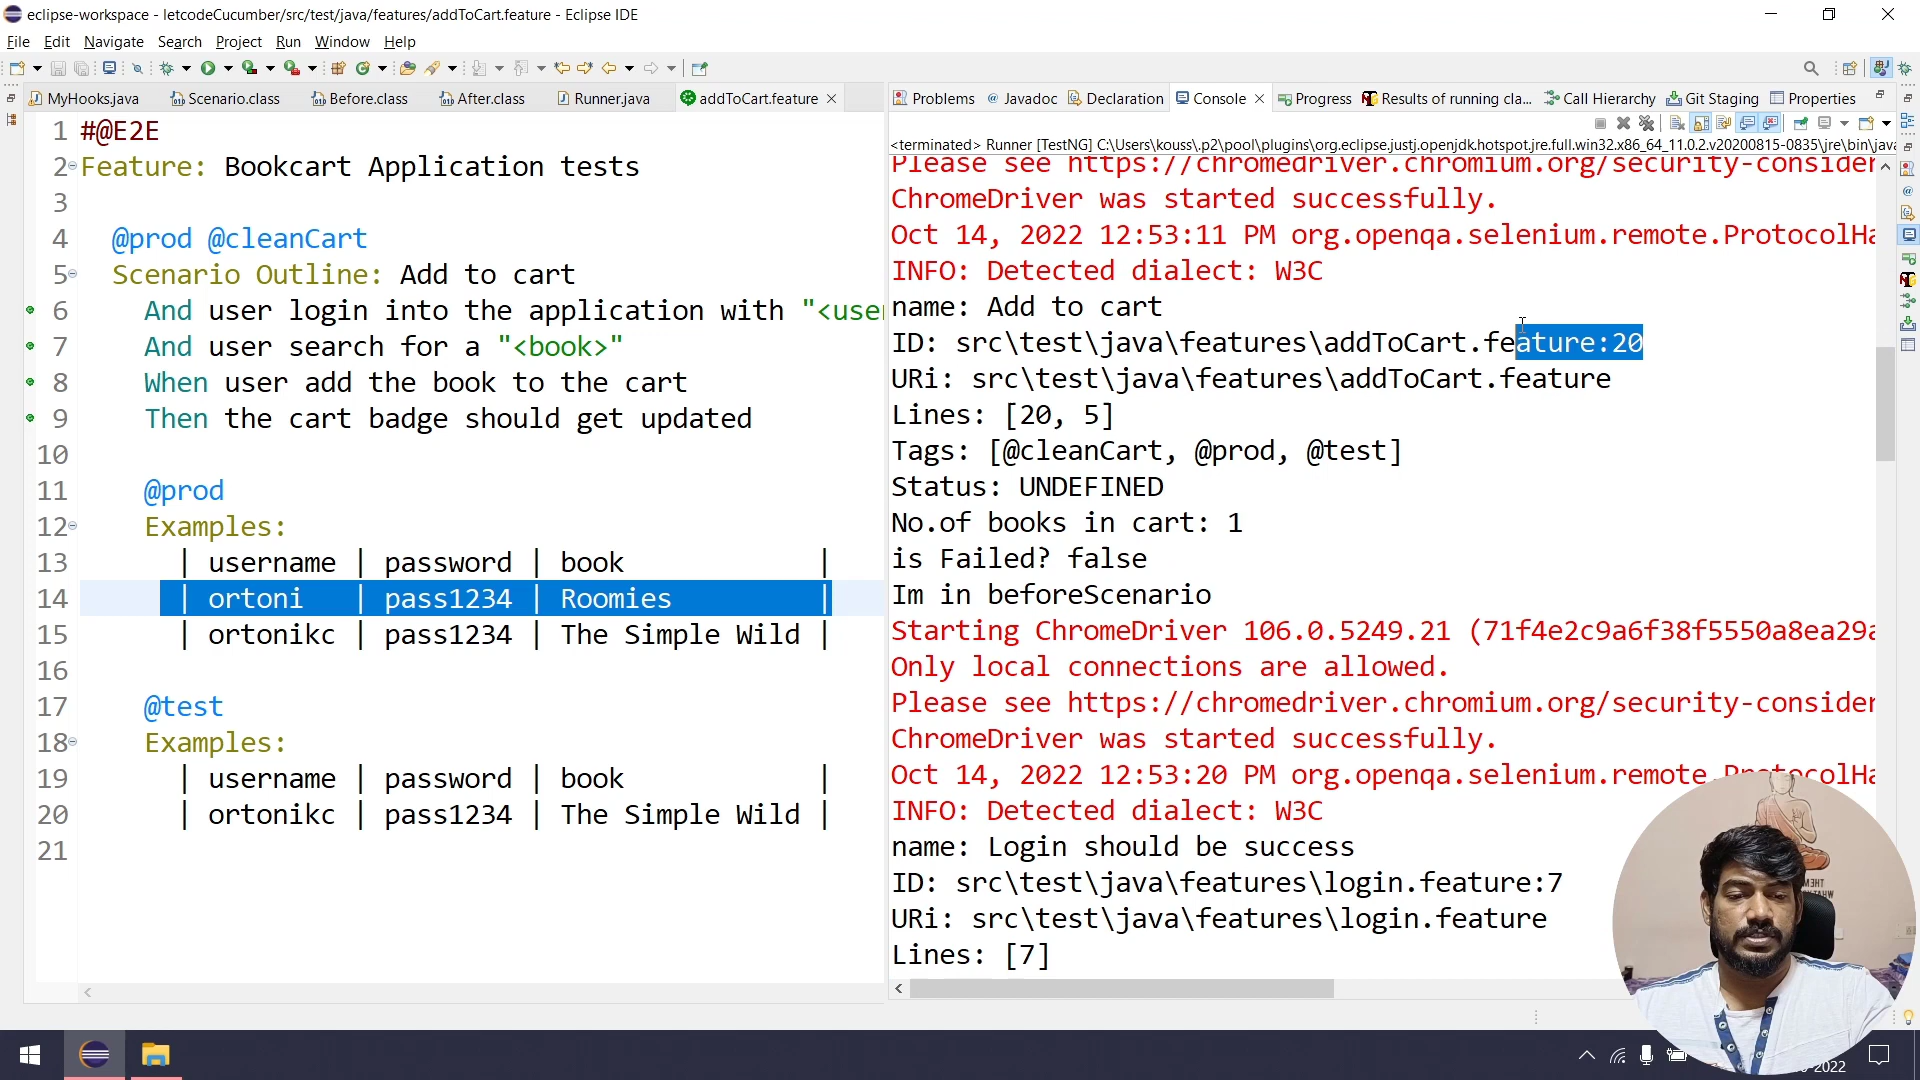 eclipse-workspace - letcodeCucumber/src/test/java/features/addToCart.feature - Eclipse IDE
File Edit Navigate Search Project Run Window Help
MyHooks.java Scenario.class Before.class After.class Runner.java addToCart.feature
1 #@E2E
2 Feature: Bookcart Application tests
3
4 @prod @cleanCart
5 Scenario Outline: Add to cart
6 And user login into the application with "<user
7 And user search for a "<book>"
8 When user add the book to the cart
9 Then the cart badge should get updated
10
11 @prod
12 Examples:
13 | username | password | book |
14 | ortoni | pass1234 | Roomies |
15 | ortonikc | pass1234 | The Simple Wild |
16
17 @test
18 Examples:
19 | username | password | book |
20 | ortonikc | pass1234 | The Simple Wild |
21
Problems Javadoc Declaration Console Progress Results of running cla... Call Hierarchy Git Staging Properties
<terminated> Runner [TestNG] C:\Users\kouss\.p2\pool\plugins\org.eclipse.justj.openjdk.hotspot.jre.full.win32.x86_64_11.0.2.v20200815-0835\jre\bin\java
Please see https://chromedriver.chromium.org/security-consider
ChromeDriver was started successfully.
Oct 14, 2022 12:53:11 PM org.openqa.selenium.remote.ProtocolHa
INFO: Detected dialect: W3C
name: Add to cart
ID: src\test\java\features\addToCart.feature:20
URi: src\test\java\features\addToCart.feature
Lines: [20, 5]
Tags: [@cleanCart, @prod, @test]
Status: UNDEFINED
No.of books in cart: 1
is Failed? false
Im in beforeScenario
Starting ChromeDriver 106.0.5249.21 (71f4e2c9a6f38f5550a8ea29a
Only local connections are allowed.
Please see https://chromedriver.chromium.org/security-consider
ChromeDriver was started successfully.
Oct 14, 2022 12:53:20 PM org.openqa.selenium.remote.ProtocolHa
INFO: Detected dialect: W3C
name: Login should be success
ID: src\test\java\features\login.feature:7
URi: src\test\java\features\login.feature
Lines: [7]